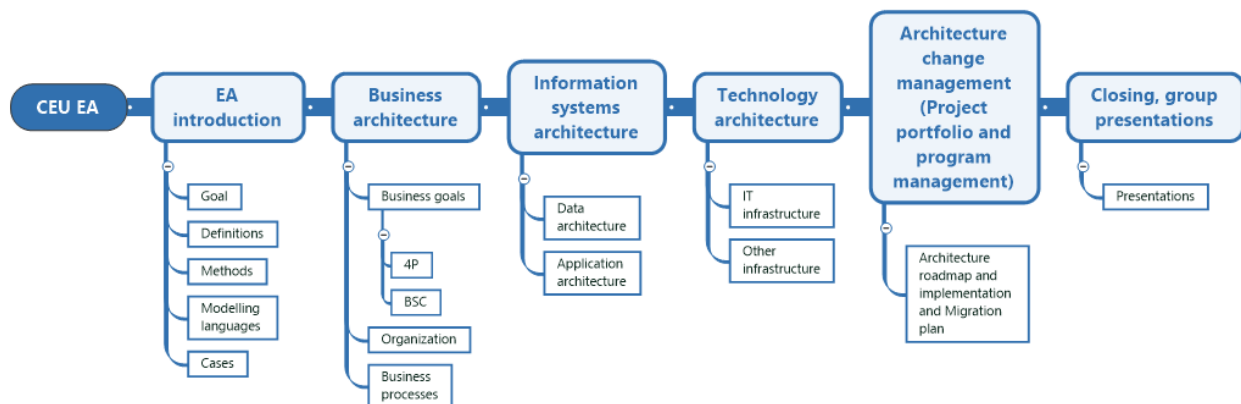 CEU EA
EA
introduction
Goal
Definitions
Methods
Modelling
languages
Cases
Business
architecture
Business goals
4P
BSC
Organization
Business
processes
Information
systems
architecture
Data
architecture
Application
architecture
Technology
architecture
IT
infrastructure
Other
infrastructure
Architecture
change
management
(Project
portfolio and
program
management)
Architecture
roadmap and
implementation
and Migration
plan
Closing, group
presentations
Presentations